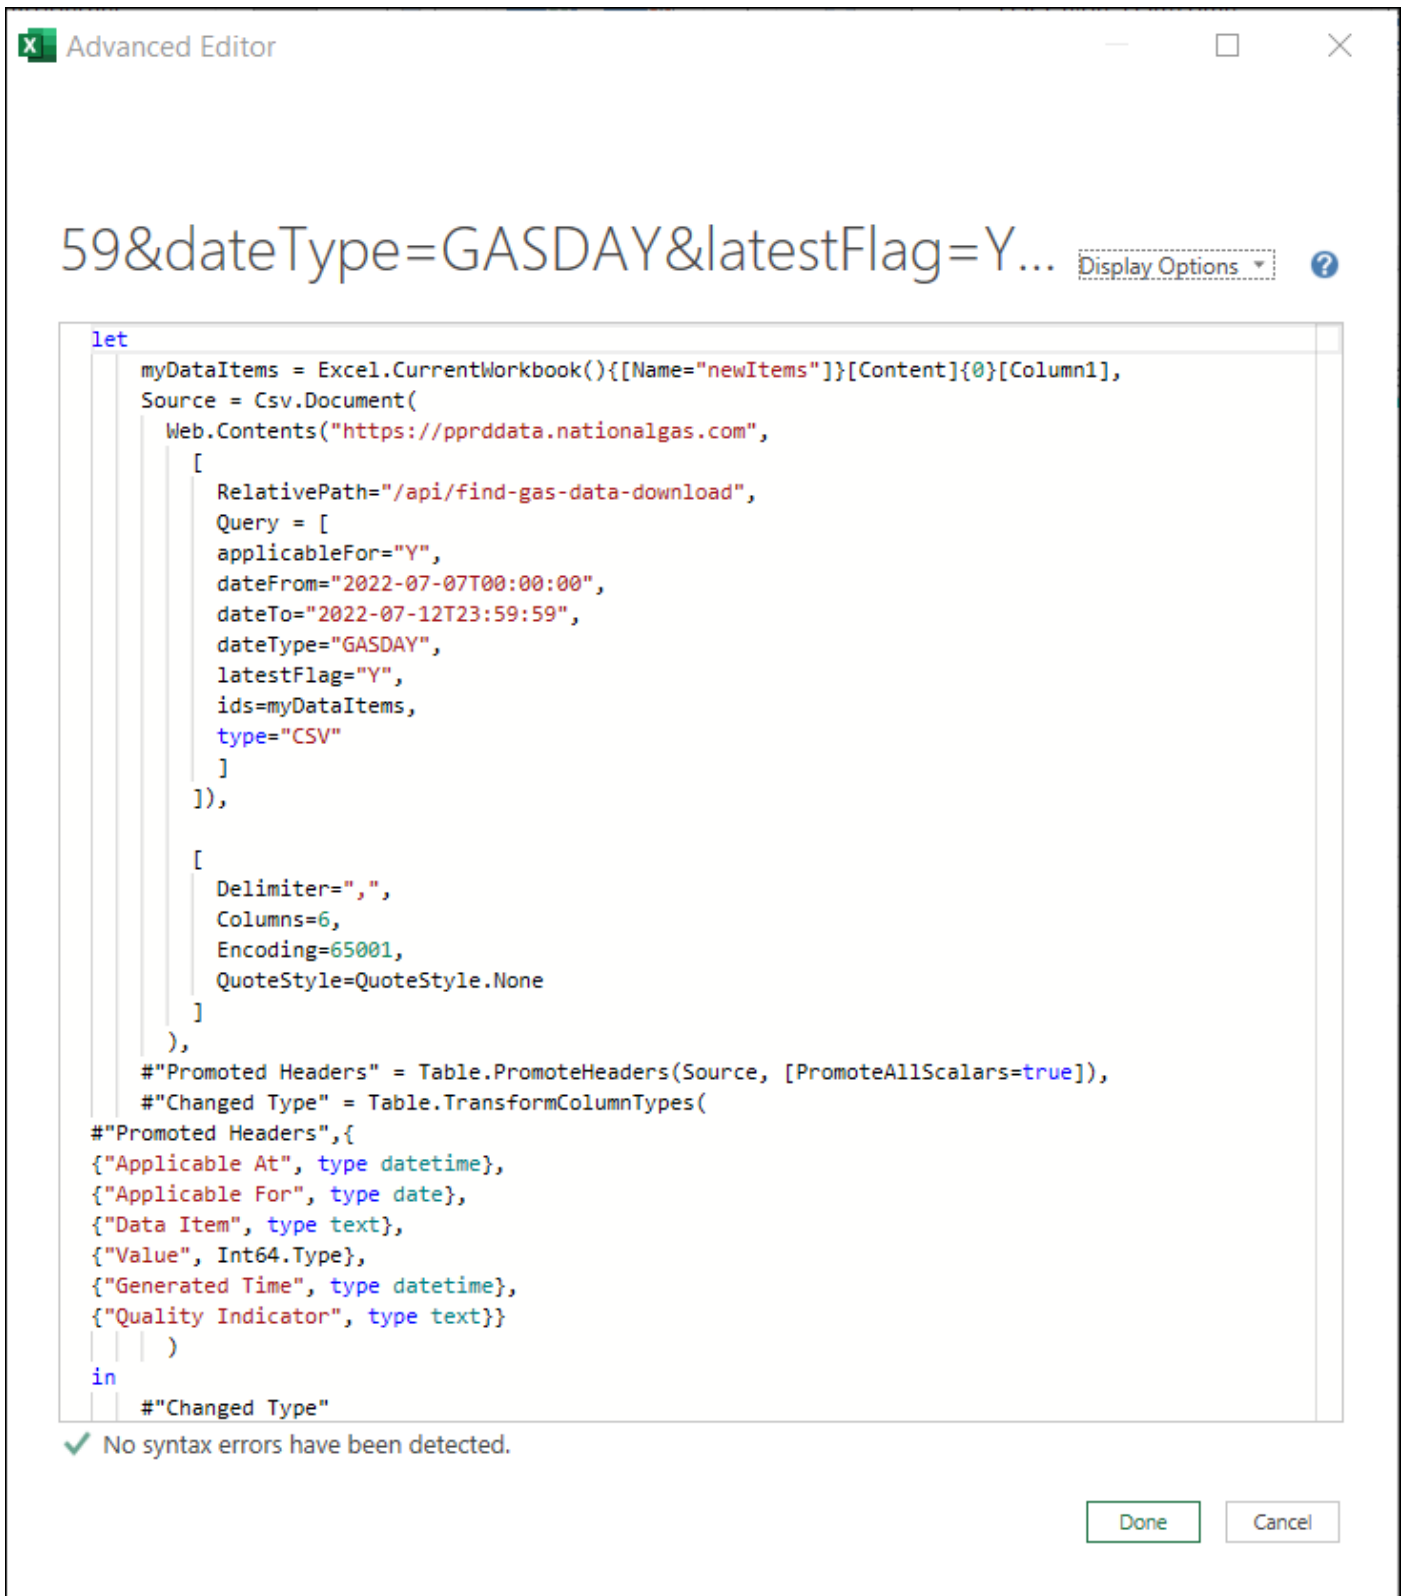 Advanced Editor
59&dateType=GASDAY&latestFlag=Y...
Display Options
let
myDataItems = Excel.CurrentWorkbook(){[Name="newItems"]}[Content]{0}[Column1],
Source = Csv.Document(
Web.Contents("https://pprddata.nationalgas.com",
[
RelativePath="/api/find-gas-data-download",
Query = [
applicableFor="Y",
dateFrom="2022-07-07T00:00:00",
dateTo="2022-07-12T23:59:59",
dateType="GASDAY",
latestFlag="Y",
ids=myDataItems,
type="CSV"
]
]),
[
Delimiter=",",
Columns=6,
Encoding=65001,
QuoteStyle=QuoteStyle.None
]
),
#"Promoted Headers" = Table.PromoteHeaders(Source, [PromoteAllScalars=true]),
#"Changed Type" = Table.TransformColumnTypes(
#"Promoted Headers",{
{"Applicable At", type datetime},
{"Applicable For", type date},
{"Data Item", type text},
{"Value", Int64.Type},
{"Generated Time", type datetime},
{"Quality Indicator", type text}}
)
in
#"Changed Type"
No syntax errors have been detected.
Done
Cancel